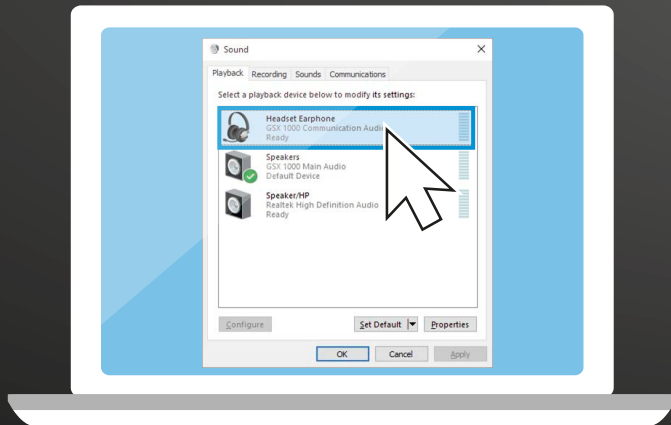 Sound
Playback Recording Sounds Communications
Select a playback device below to modify its settings:
Headset Earphone
GSX 1000 Communication Audi
Ready
Speakers
GSX 1000 Main Audio
Default Device
Speaker/HP
Realtek High Definition Audio
Ready
Configure Set Default Properties
OK Cancel Apply